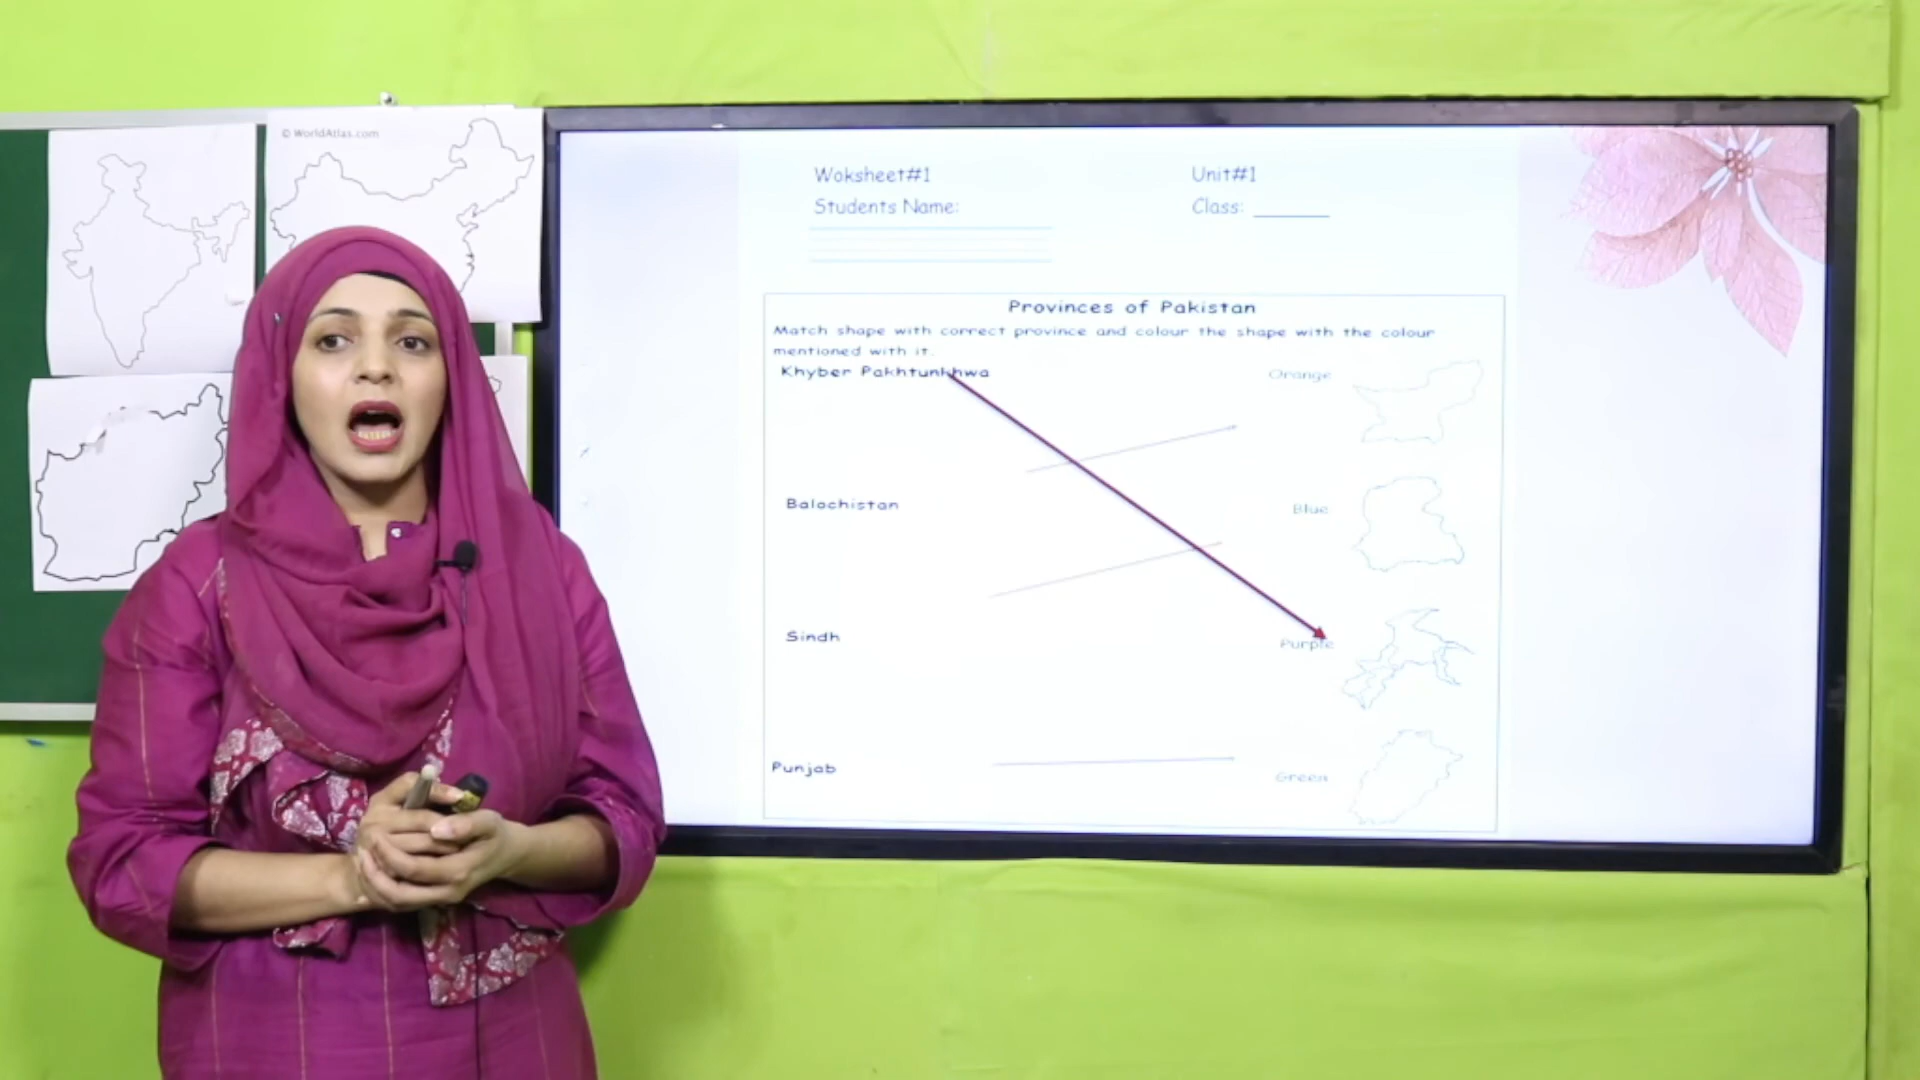 © WorldAtlas.com
Woksheet#1 Unit#1
Students Name: Class:
Provinces of Pakistan
Match shape with correct province and colour the shape with the colour
mentioned with it.
Khyber Pakhtunkhwa Orange
Balochistan Blue
Sindh Purple
Punjab Green